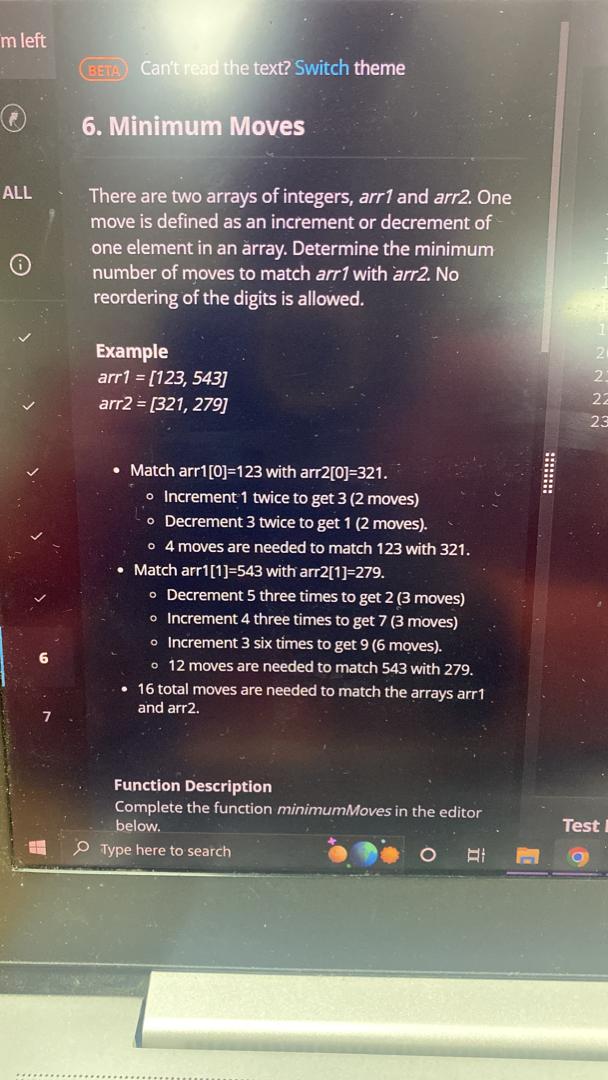 m left
BETA Can't read the text? Switch theme
6. Minimum Moves
ALL
There are two arrays of integers, arr1 and arr2. One
move is defined as an increment or decrement of
one element in an array. Determine the minimum
number of moves to match arr1 with arr2. No
reordering of the digits is allowed.
Example
arr1 = [123, 543]
arr2 = [321, 279]
• Match arr1[0]=123 with arr2[0]=321.
◦ Increment 1 twice to get 3 (2 moves)
◦ Decrement 3 twice to get 1 (2 moves).
◦ 4 moves are needed to match 123 with 321.
• Match arr1[1]=543 with arr2[1]=279.
◦ Decrement 5 three times to get 2 (3 moves)
◦ Increment 4 three times to get 7 (3 moves)
◦ Increment 3 six times to get 9 (6 moves).
◦ 12 moves are needed to match 543 with 279.
• 16 total moves are needed to match the arrays arr1
and arr2.
6
7
22
23
Function Description
Complete the function minimumMoves in the editor
below.
Test
Type here to search